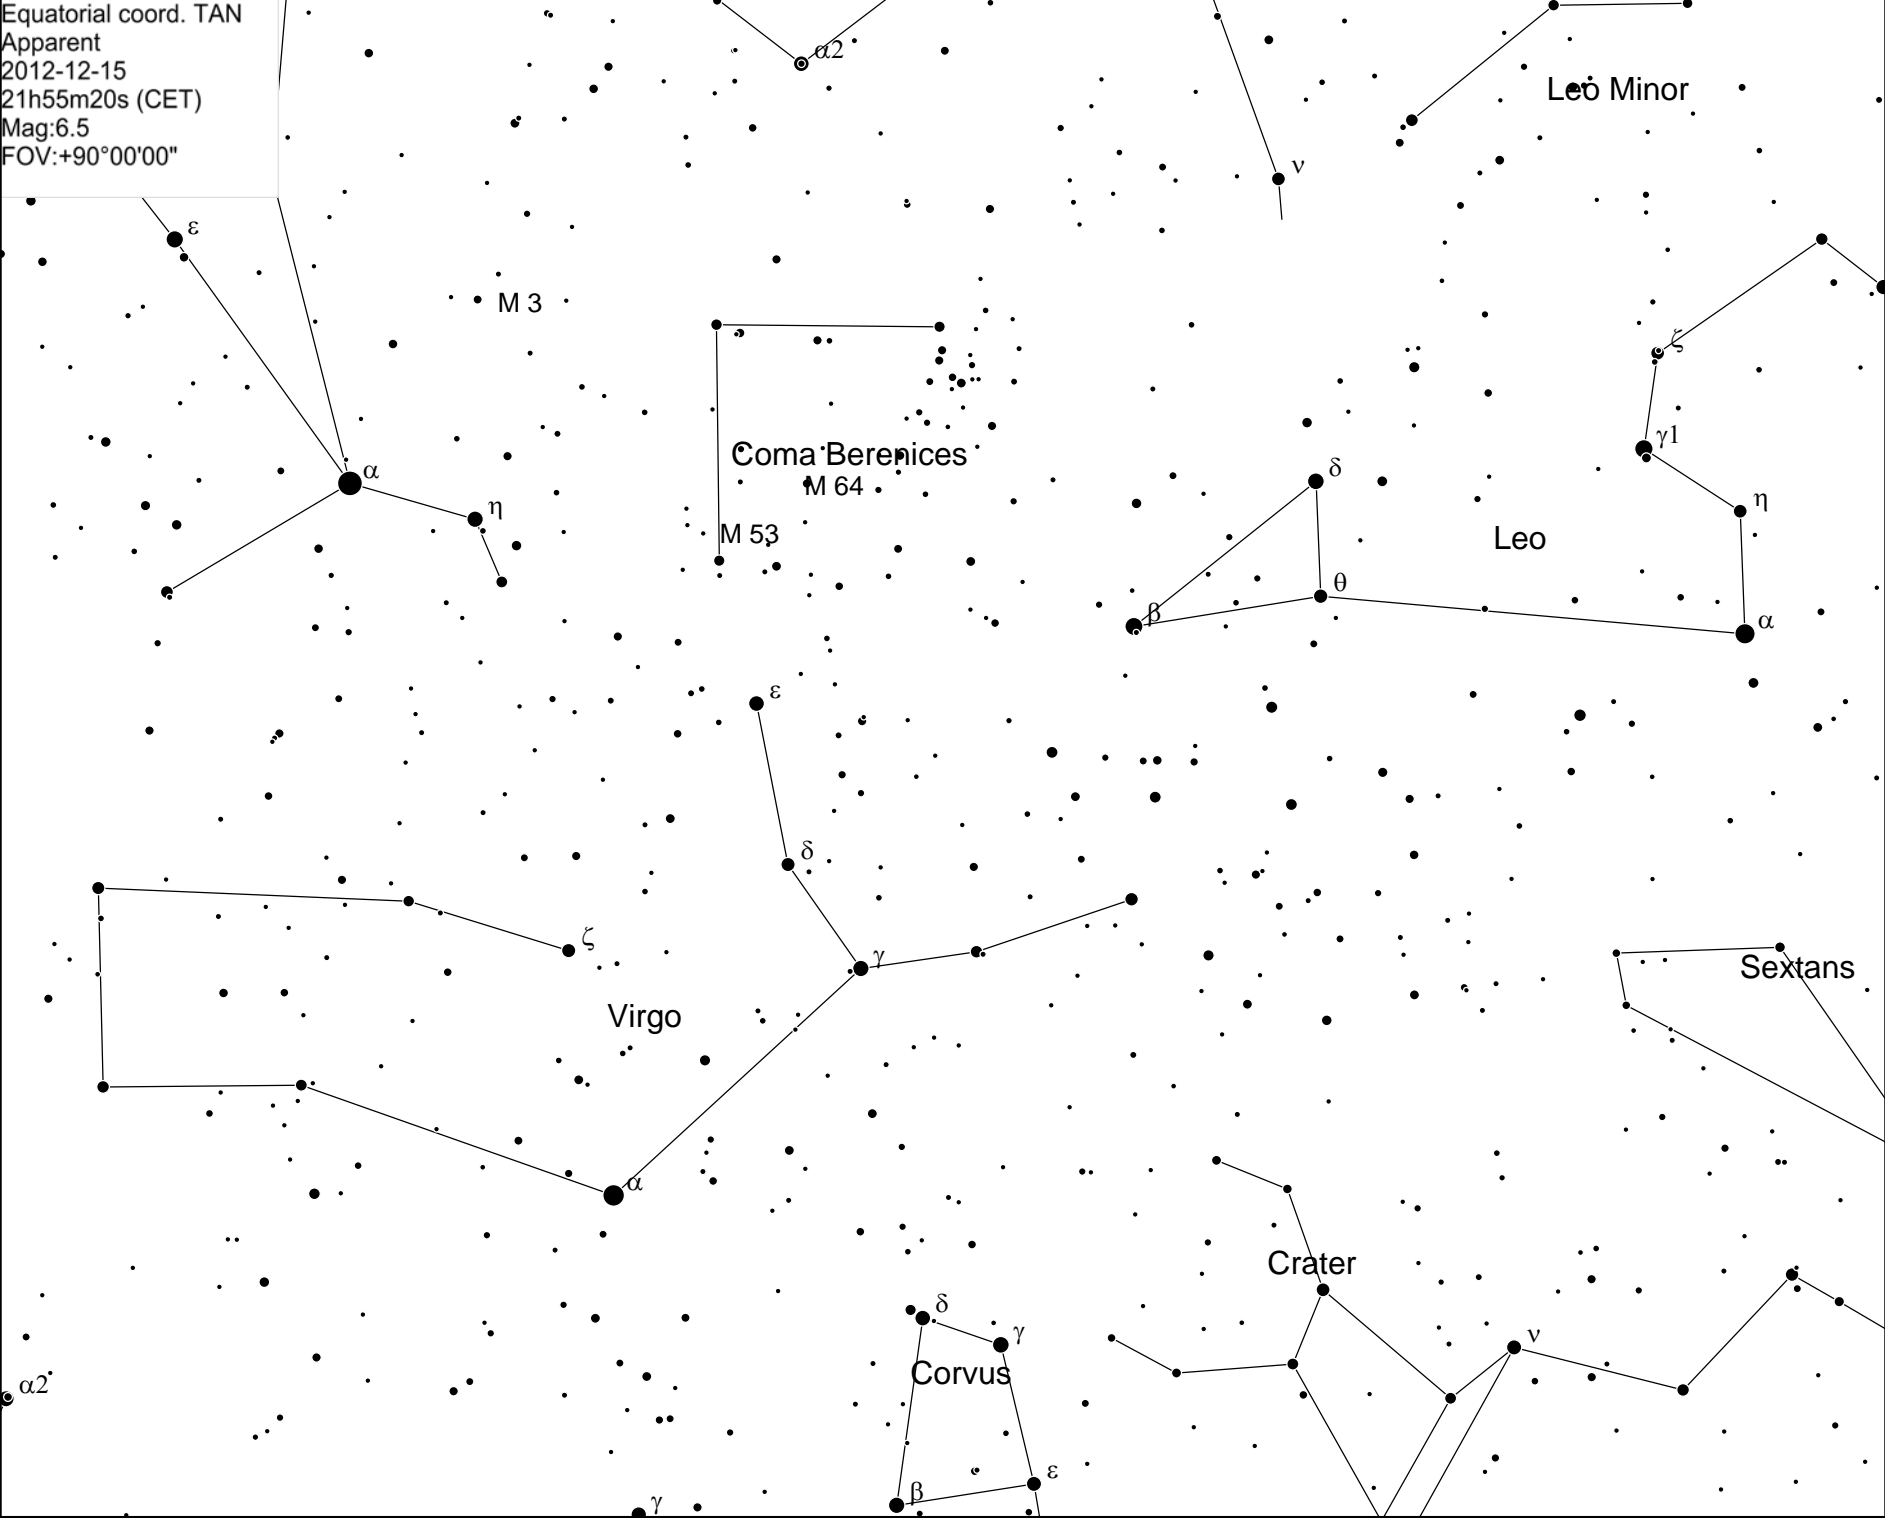 Equatorial coord. TAN
Apparent
2012-12-15
21h55m20s (CET)
Mag:6.5
FOV:+90°00'00"
α2
Leo Minor
ν
ε
M 3
ζ
γ1
Coma Berenices
α
δ
M 64
η
η
M 53
Leo
θ
β
α
ε
δ
ζ
γ
Sextans
Virgo
α
Crater
δ
γ
ν
Corvus
α2
ε
β
γ